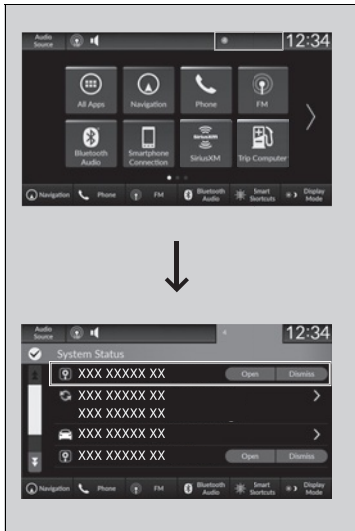 Audio
Source
12:34
All Apps
Navigation
Phone
FM
Bluetooth
Audio
Smartphone
Connection
SiriusXM
SiriusXM
Trip Computer
Navigation
Phone
FM
Bluetooth
Audio
Smart
Shortcuts
Display
Mode
Audio
Source
12:34
System Status
XXX XXXXX XX
Open
Dismiss
XXX XXXXX XX
XXX XXXXX XX
XXX XXXXX XX
XXX XXXXX XX
Open
Dismiss
Navigation
Phone
FM
Bluetooth
Audio
Smart
Shortcuts
Display
Mode